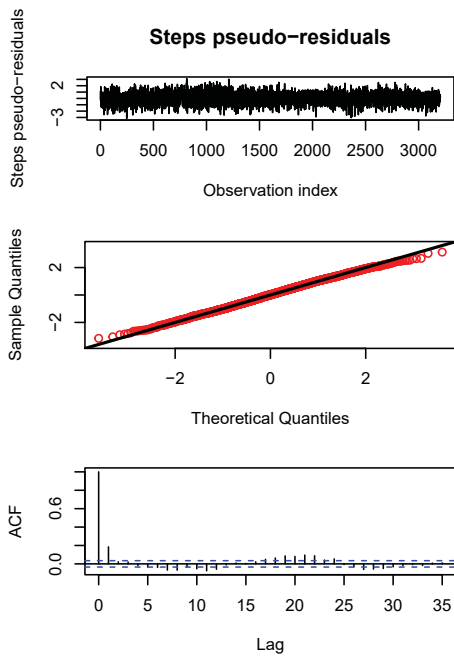 Steps pseudo−residuals
Steps pseudo−residuals
2
−3
0 500 1000 1500 2000 2500 3000
Observation index
Sample Quantiles
2
−2
−2 0 2
Theoretical Quantiles
ACF
0.6
0.0
0 5 10 15 20 25 30 35
Lag